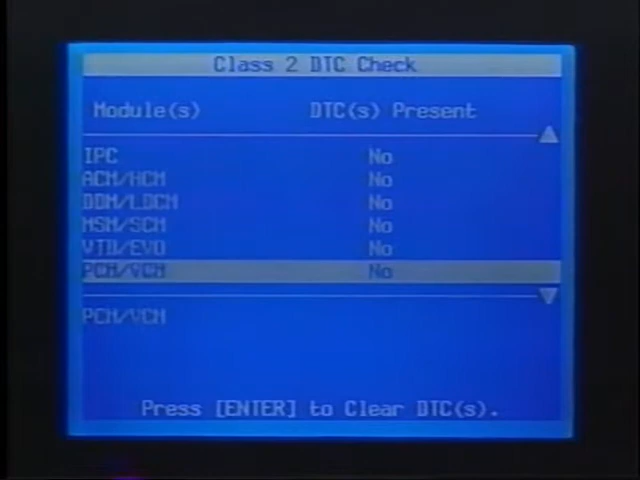 Class 2 DTC Check
Module(s) DTC(s) Present
IPC No
ACM/HCM No
DDM/LDCM No
MSM/SCM No
VTD/EVO No
PCM/VCM No
PCM/VCM
Press [ENTER] to Clear DTC(s).